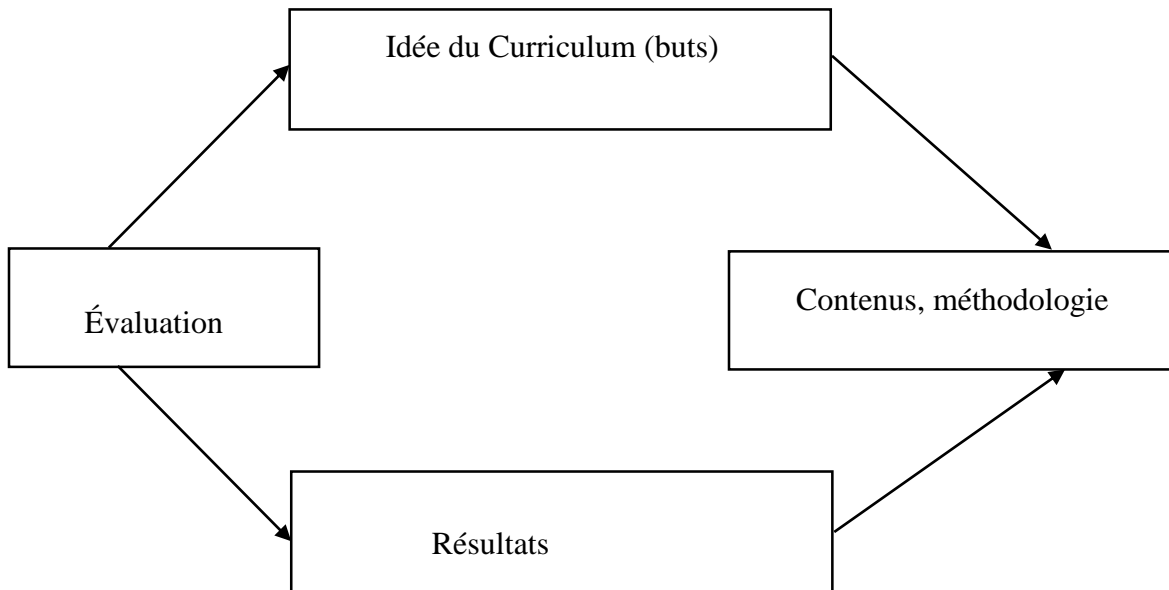 Idée du Curriculum (buts)
Évaluation
Contenus, méthodologie
Résultats